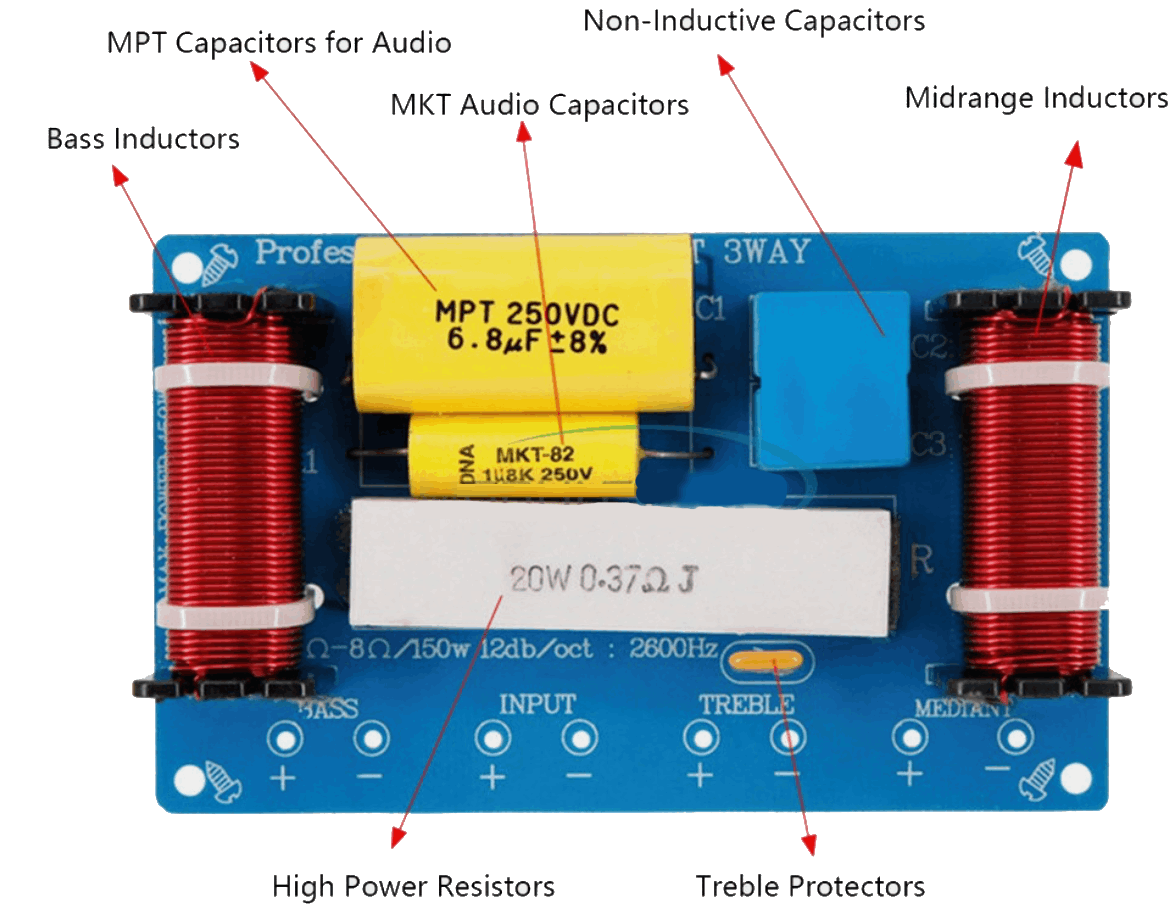 Non-Inductive Capacitors
MPT Capacitors for Audio
MKT Audio Capacitors
Midrange Inductors
Bass Inductors
3WAY
MPT 250VDC
6.8µF±8%
C1
C2
C3
DNA
MKT-82
1µ8K 250V
20W 0.37Ω J
R
Ω-8Ω/150w 12db/oct : 2600Hz
BASS
INPUT
TREBLE
MEDIANT
+ − + − + − + −
High Power Resistors
Treble Protectors